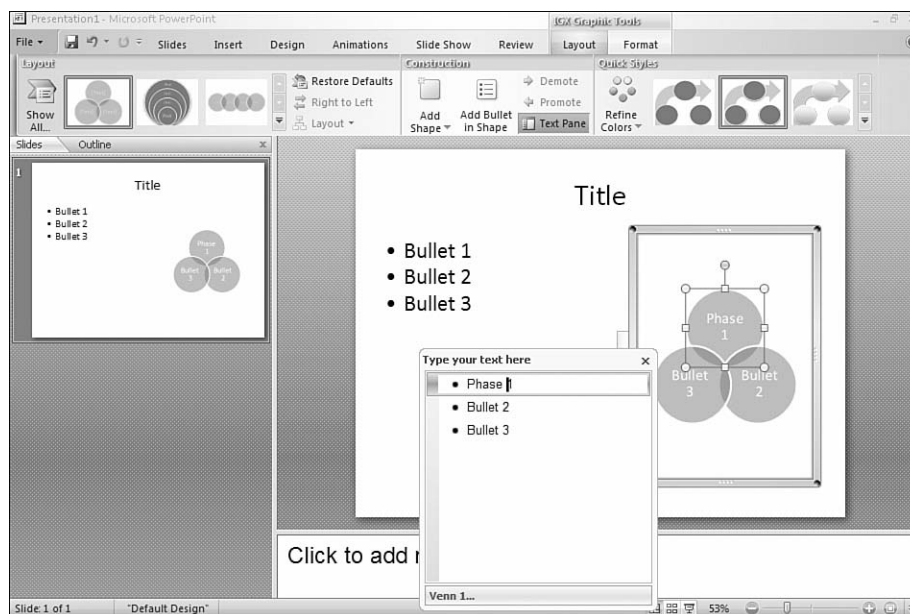 Presentation1 - Microsoft PowerPoint
IGX Graphic Tools
File Slides Insert Design Animations Slide Show Review Layout Format
Layout Construction Quick Styles
Show All...
Restore Defaults
Right to Left
Layout
Add Shape
Add Bullet in Shape
Demote
Promote
Text Pane
Refine Colors
Slides Outline x
1
Title
• Bullet 1
• Bullet 2
• Bullet 3
Phase
1
Bullet
3
Bullet
2
Title
• Bullet 1
• Bullet 2
• Bullet 3
Phase
1
Bullet
3
Bullet
2
Type your text here x
• Phase 1
• Bullet 2
• Bullet 3
Venn 1...
Click to add
Slide: 1 of 1 "Default Design" 53%